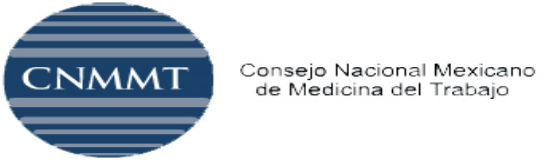 CNMMT
Consejo Nacional Mexicano
de Medicina del Trabajo